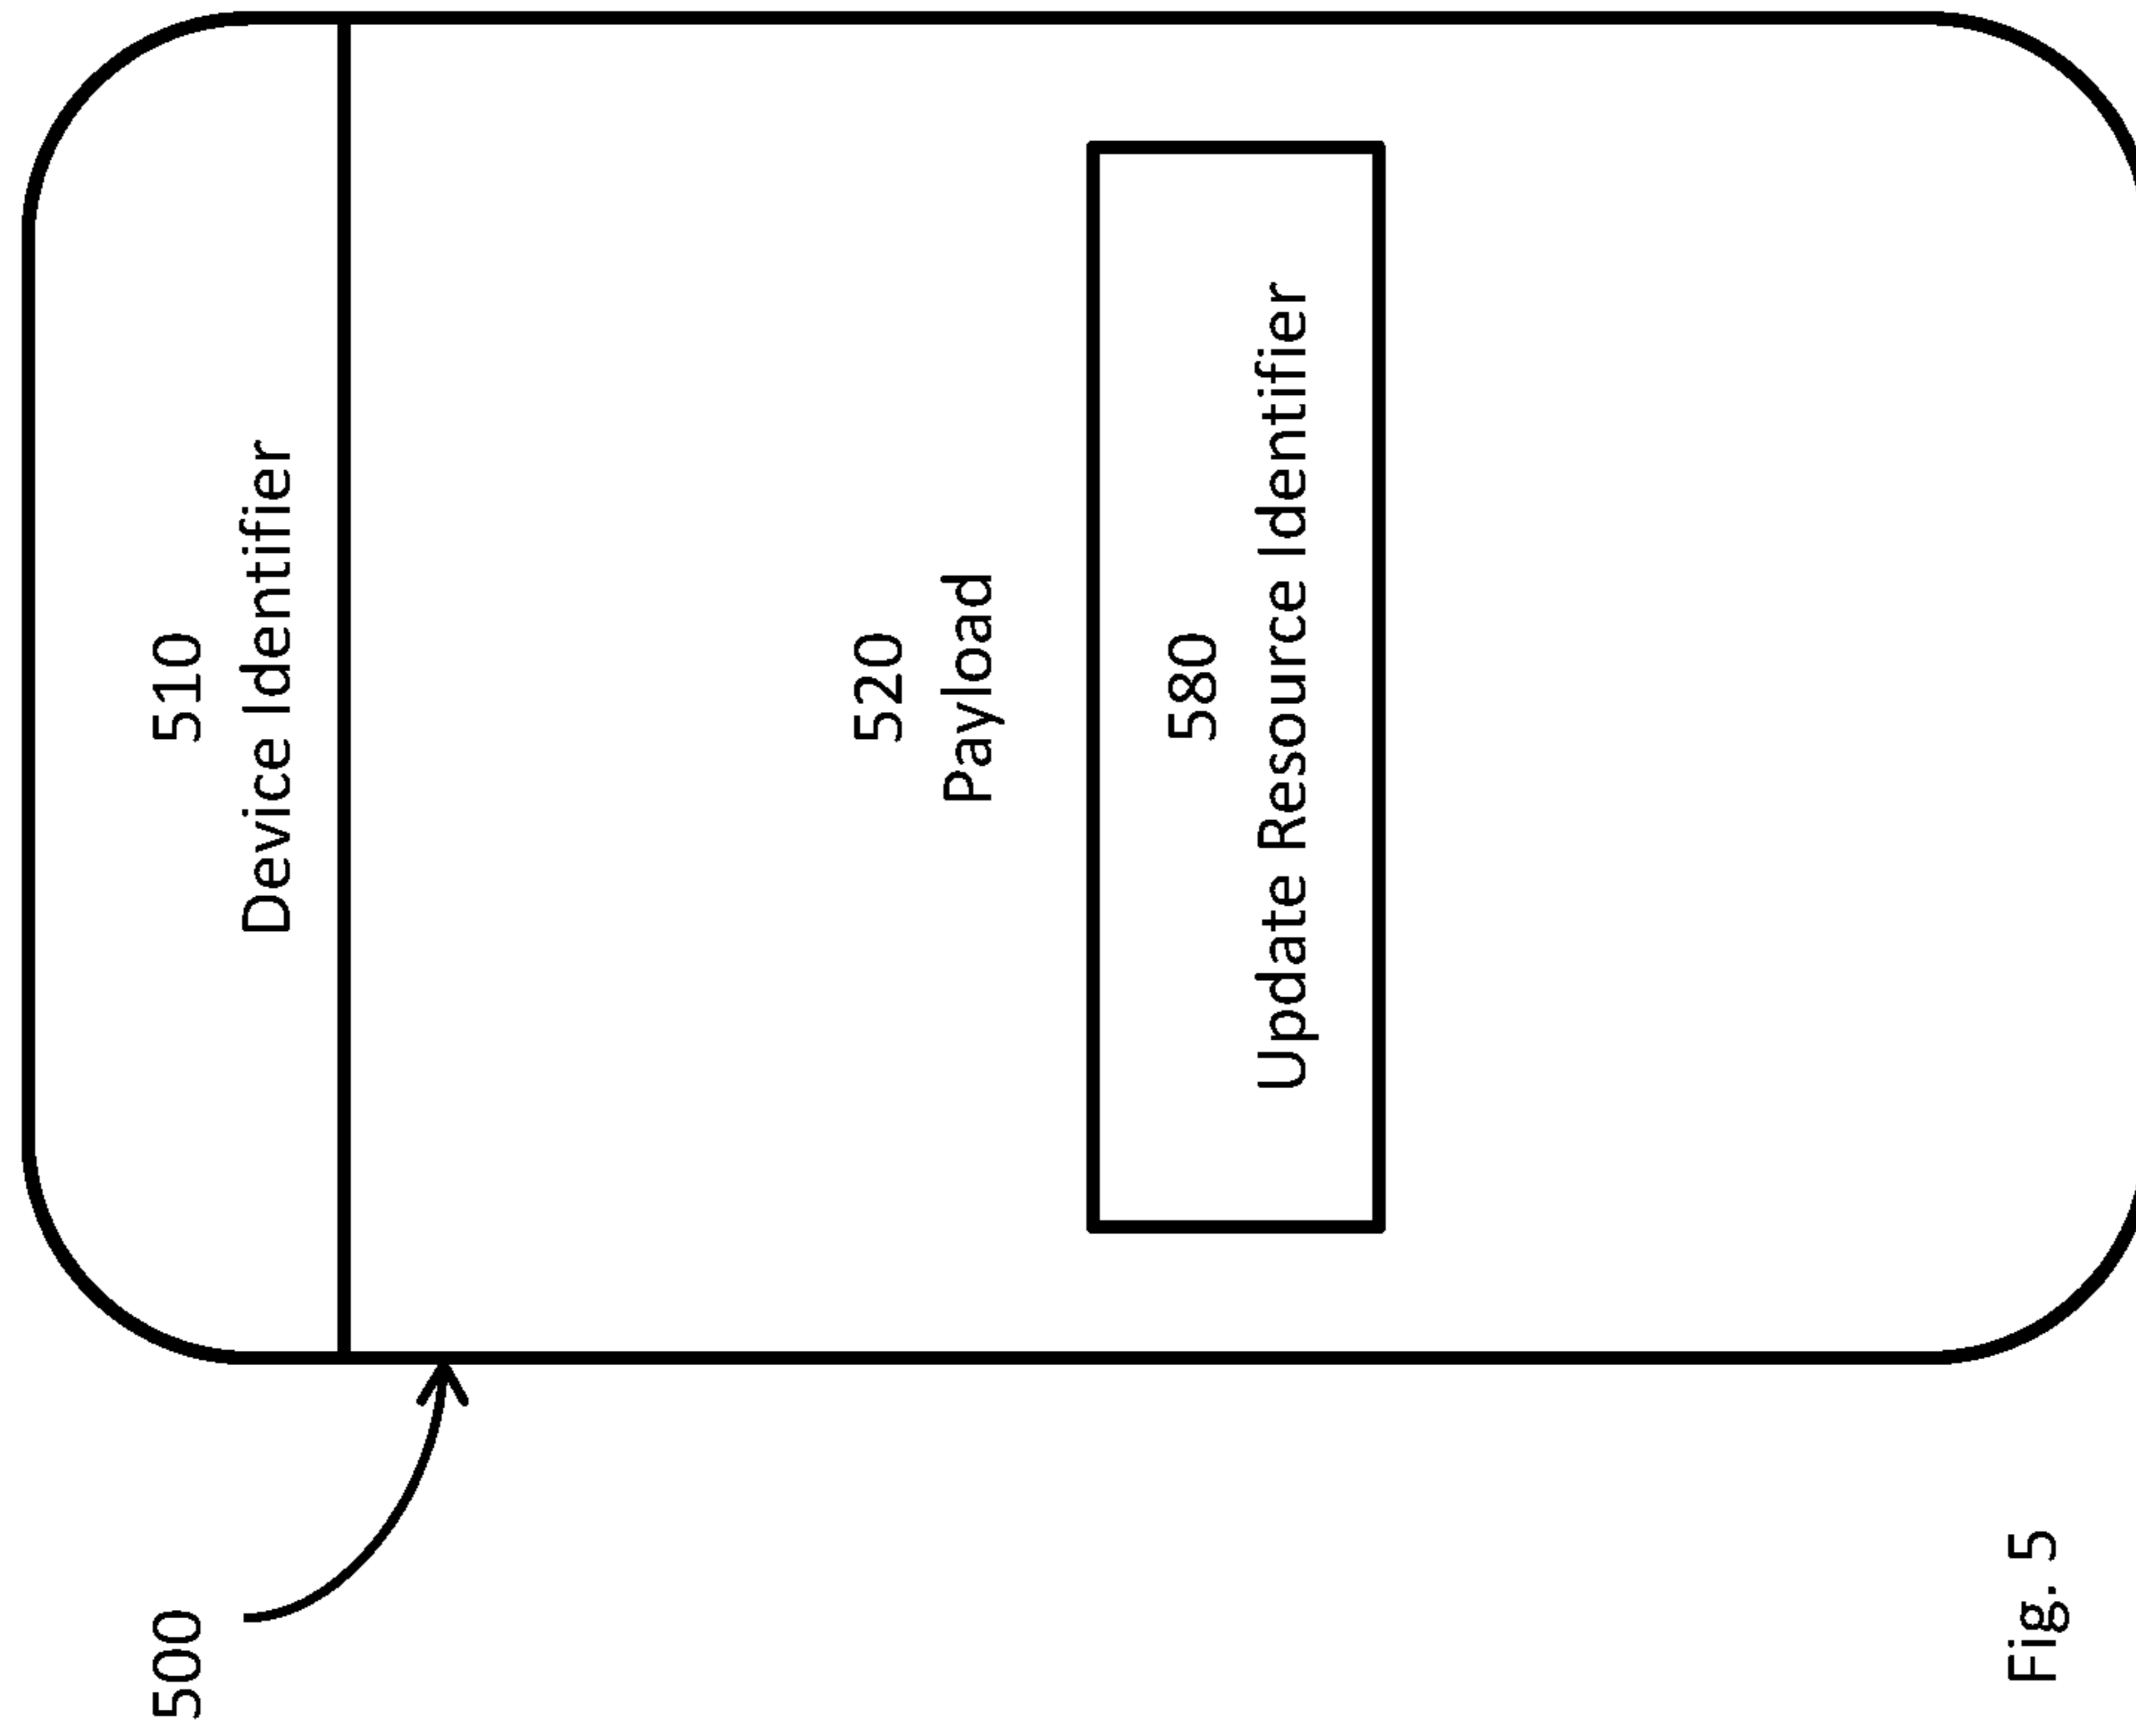 500
510
Device Identifier
520
Payload
580
Update Resource Identifier
Fig. 5